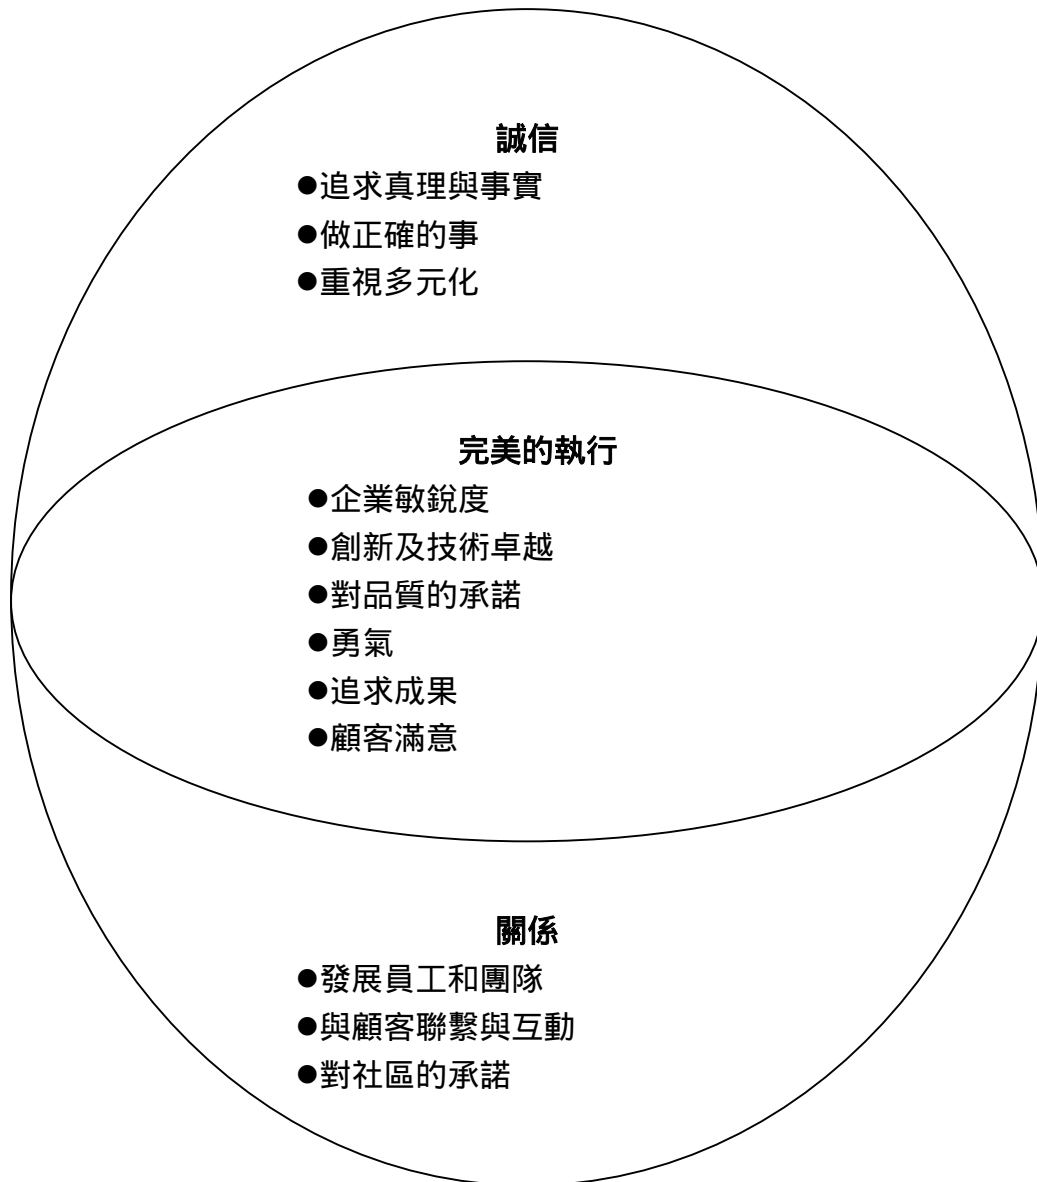 誠信
●追求真理與事實
●做正確的事
●重視多元化
完美的執行
●企業敏銳度
●創新及技術卓越
●對品質的承諾
●勇氣
●追求成果
●顧客滿意
關係
●發展員工和團隊
●與顧客聯繫與互動
●對社區的承諾